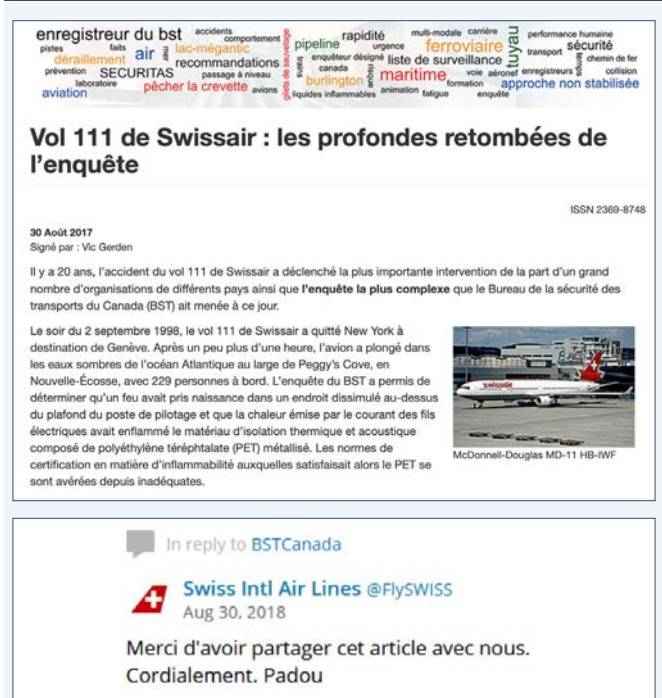 enregistreur du bst accidents comportement rapidité multi-modale carrière performance humaine
pistes faits air mer lac-mégantic pipeline urgence ferroviaire tuyau transport sécurité
déraillement recommandations trains enquêteur désigné liste de surveillance temps chemin de fer
prévention SECURITAS passage à niveau gilets de sauvetage canada risques maritime voie aéronef enregistreurs collision
laboratoire pêcher la crevette avions burlington formation approche non stabilisée
aviation liquides inflammables animation fatigue enquête
Vol 111 de Swissair : les profondes retombées de
l’enquête
ISSN 2369-8748
30 Août 2017
Signé par : Vic Gerden
Il y a 20 ans, l’accident du vol 111 de Swissair a déclenché la plus importante intervention de la part d’un grand
nombre d’organisations de différents pays ainsi que l’enquête la plus complexe que le Bureau de la sécurité des
transports du Canada (BST) ait menée à ce jour.
Le soir du 2 septembre 1998, le vol 111 de Swissair a quitté New York à
destination de Genève. Après un peu plus d’une heure, l’avion a plongé dans
les eaux sombres de l’océan Atlantique au large de Peggy’s Cove, en
Nouvelle-Écosse, avec 229 personnes à bord. L’enquête du BST a permis de
déterminer qu’un feu avait pris naissance dans un endroit dissimulé au-dessus
du plafond du poste de pilotage et que la chaleur émise par le courant des fils
électriques avait enflammé le matériau d’isolation thermique et acoustique
composé de polyéthylène téréphtalate (PET) métallisé. Les normes de
certification en matière d’inflammabilité auxquelles satisfaisait alors le PET se
sont avérées depuis inadéquates.
swissair
McDonnell-Douglas MD-11 HB-IWF
In reply to BSTCanada
Swiss Intl Air Lines @FlySWISS
Aug 30, 2018
Merci d'avoir partager cet article avec nous.
Cordialement. Padou